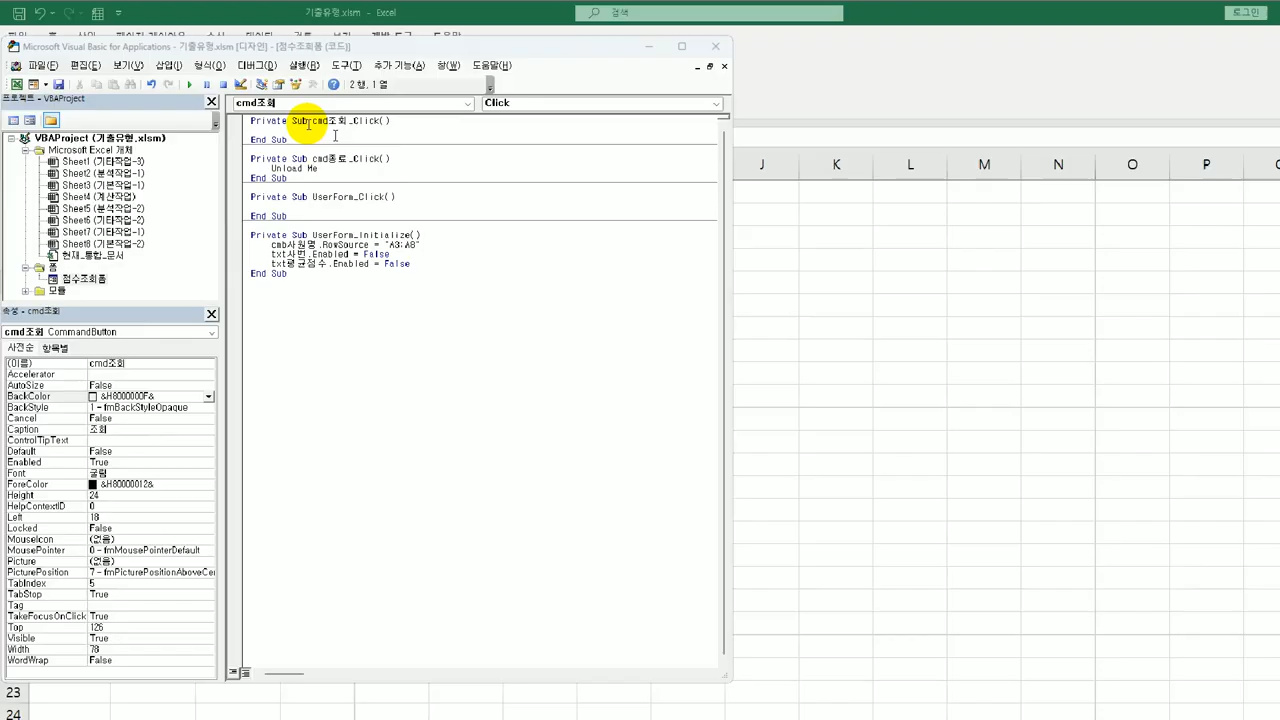 기출유형.xlsm - Excel
검색
로그인
Microsoft Visual Basic for Applications - 기출유형.xlsm [디자인] - [점수조회폼 (코드)]
파일(F) 편집(E) 보기(V) 삽입(I) 형식(O) 디버그(D) 실행(R) 도구(T) 추가 기능(A) 창(W) 도움말(H)
2 행, 1 열
프로젝트 - VBAProject
cmd조회
Click
VBAProject (기출유형.xlsm)
Microsoft Excel 개체
Sheet1 (기타작업-3)
Sheet2 (분석작업-1)
Sheet3 (기본작업-1)
Sheet4 (계산작업)
Sheet5 (분석작업-2)
Sheet6 (기타작업-2)
Sheet7 (기타작업-1)
Sheet8 (기본작업-2)
현재_통합_문서
폼
점수조회폼
모듈
Private Sub cmd조회_Click()
End Sub
Private Sub cmd종료_Click()
Unload Me
End Sub
Private Sub UserForm_Click()
End Sub
Private Sub UserForm_Initialize()
cmb사원명.RowSource = "A3:A8"
txt사번.Enabled = False
txt평균점수.Enabled = False
End Sub
속성 - cmd조회
cmd조회 CommandButton
사전순 항목별
(이름) cmd조회
Accelerator
AutoSize False
BackColor &H8000000F&
BackStyle 1 - fmBackStyleOpaque
Cancel False
Caption 조회
ControlTipText
Default False
Enabled True
Font 굴림
ForeColor &H80000012&
Height 24
HelpContextID 0
Left 18
Locked False
MouseIcon (없음)
MousePointer 0 - fmMousePointerDefault
Picture (없음)
PicturePosition 7 - fmPicturePositionAboveCe
TabIndex 5
TabStop True
Tag
TakeFocusOnClick True
Top 126
Visible True
Width 78
WordWrap False
J K L M N O P
23
24